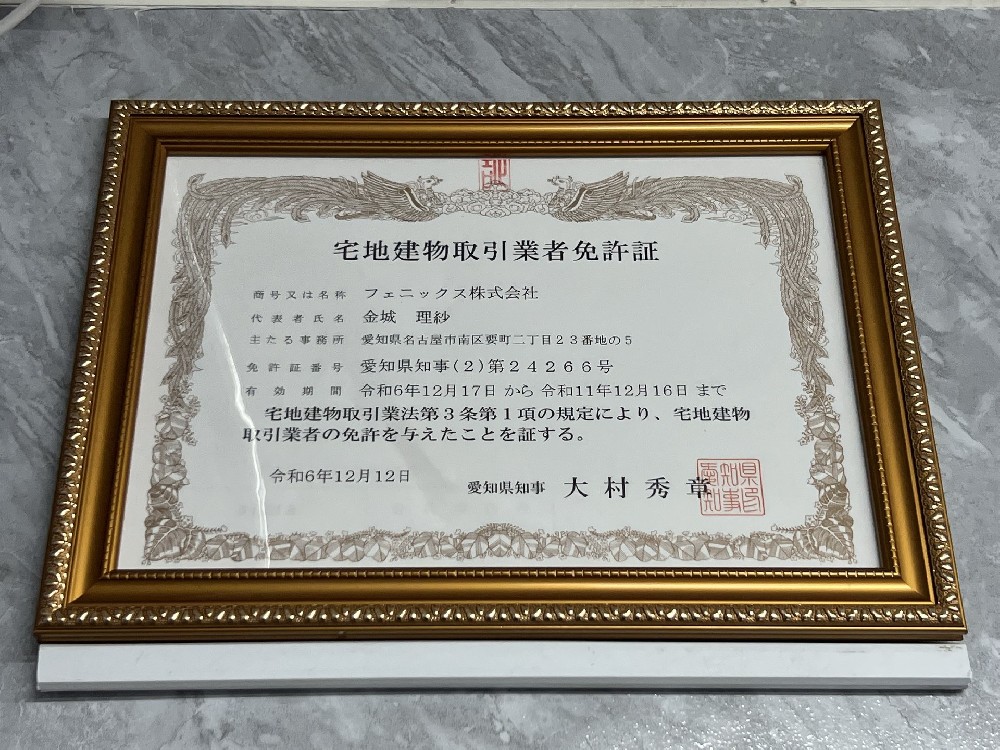 宅地建物取引業者免許証
商号又は名称 フェニックス株式会社
代表者氏名 金城 理紗
主たる事務所 愛知県名古屋市南区要町二丁目23番地の5
免許証番号 愛知県知事(2)第24266号
有効期間 令和6年12月17日 から 令和11年12月16日 まで
宅地建物取引業法第3条第1項の規定により、宅地建物
取引業者の免許を与えたことを証する。
令和6年12月12日
愛知県知事 大村秀章
愛知県知事印